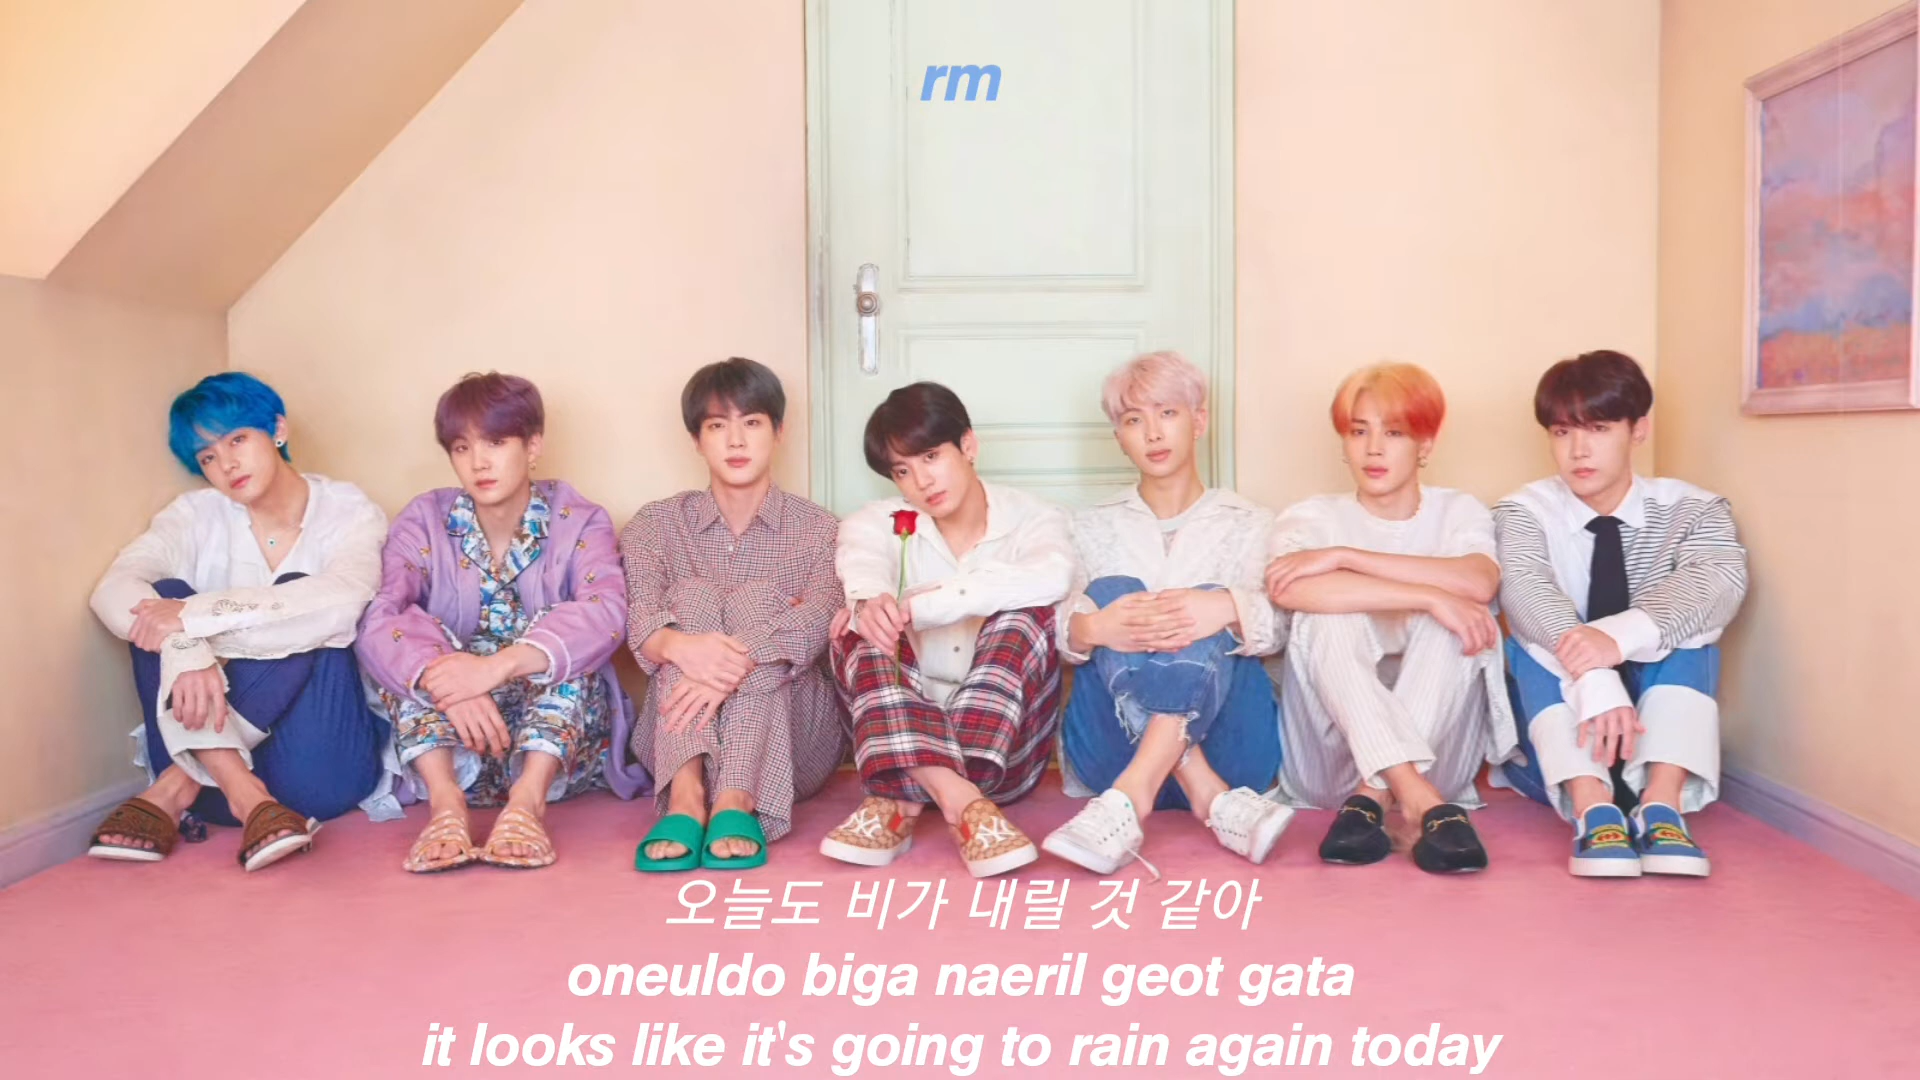 rm
오늘도 비가 내릴 것 같아
oneuldo biga naeril geot gata
it looks like it's going to rain again today